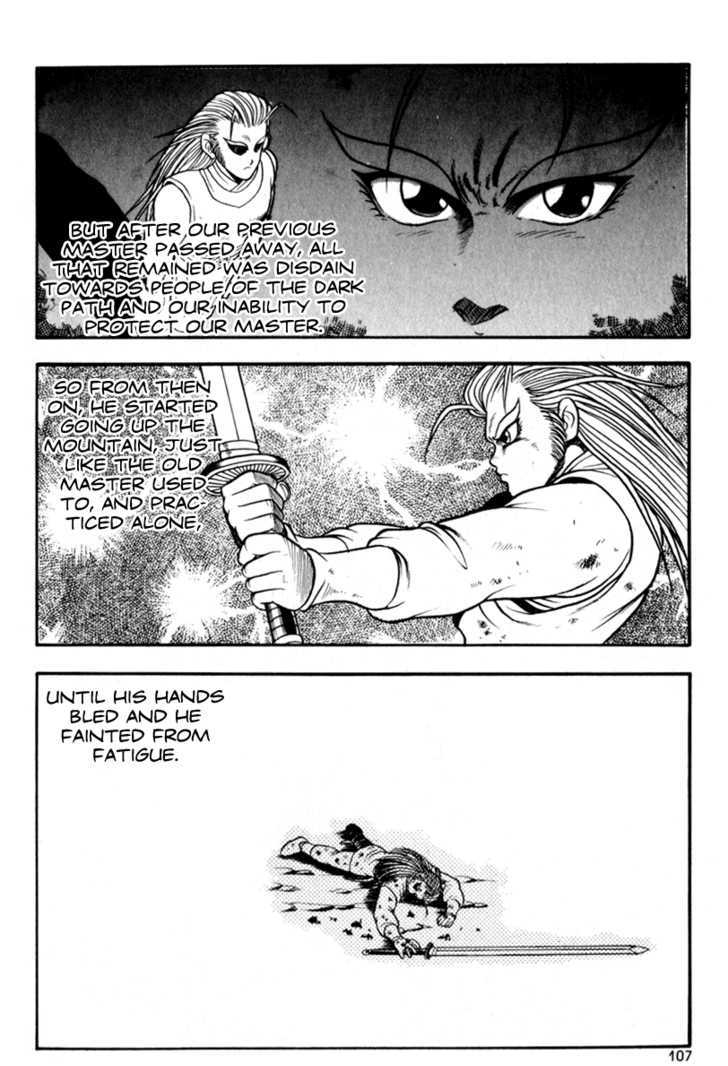 BUT AFTER OUR PREVIOUS
MASTER PASSED AWAY, ALL
THAT REMAINED WAS DISDAIN
TOWARDS PEOPLE OF THE DARK
PATH AND OUR INABILITY TO
PROTECT OUR MASTER.
SO FROM THEN
ON, HE STARTED
GOING UP THE
MOUNTAIN, JUST
LIKE THE OLD
MASTER USED
TO, AND PRAC-
TICED ALONE,
UNTIL HIS HANDS
BLED AND HE
FAINTED FROM
FATIGUE.
107